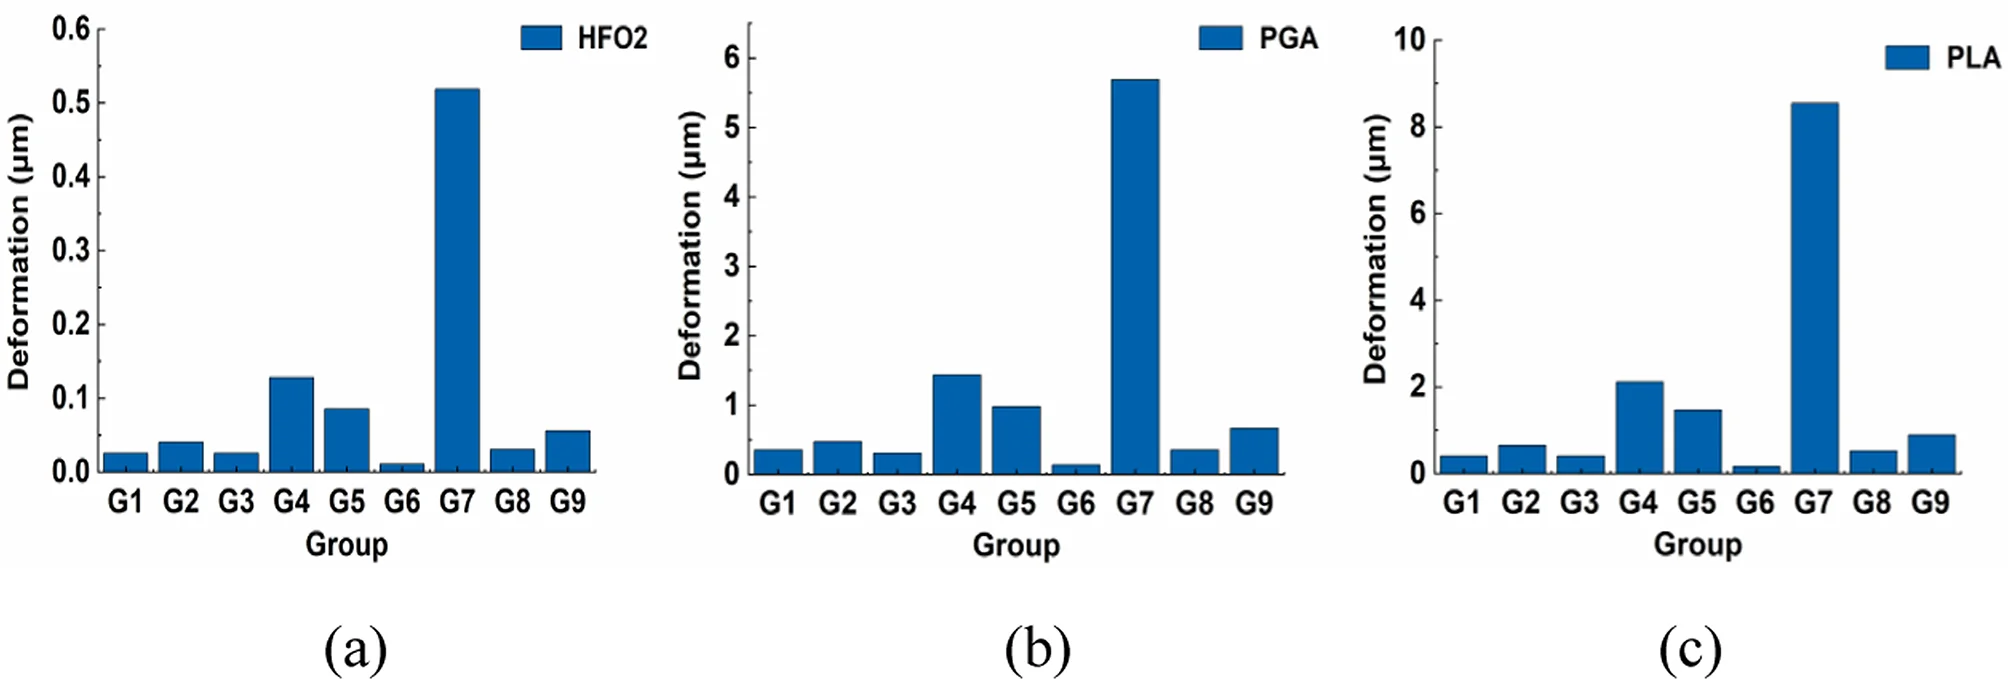 HFO2
Deformation (μm)
0.6
0.5
0.4
0.3
0.2
0.1
0.0
G1 G2 G3 G4 G5 G6 G7 G8 G9
Group
(a)
PGA
Deformation (μm)
6
5
4
3
2
1
0
G1 G2 G3 G4 G5 G6 G7 G8 G9
Group
(b)
PLA
Deformation (μm)
10
8
6
4
2
0
G1 G2 G3 G4 G5 G6 G7 G8 G9
Group
(c)